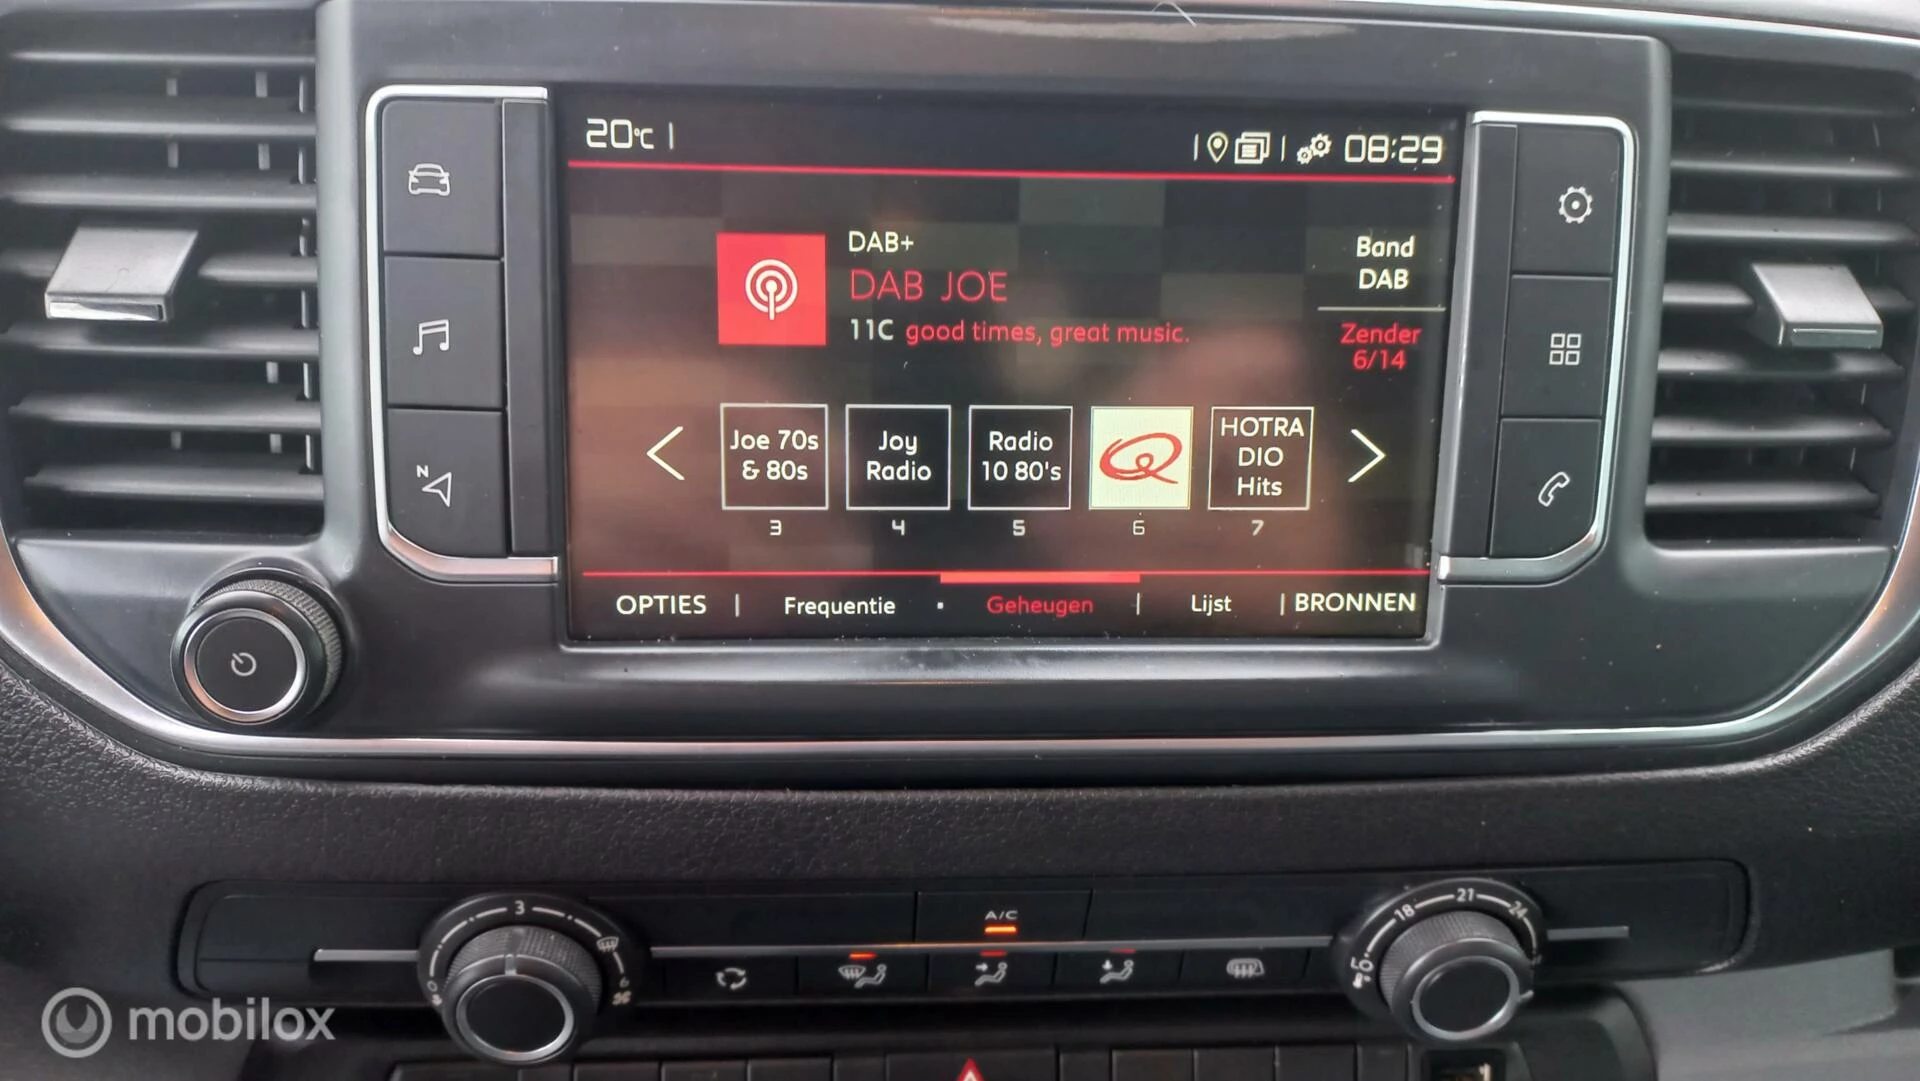 20°C
08:29
DAB+
DAB JOE
11C good times, great music.
Band
DAB
Zender
6/14
Joe 70s
& 80s
Joy
Radio
Radio
10 80's
Q
HOTRA
DIO
Hits
3
4
5
6
7
OPTIES
Frequentie
Geheugen
Lijst
BRONNEN
N
A/C
0
3
6
18
21
24
mobilox